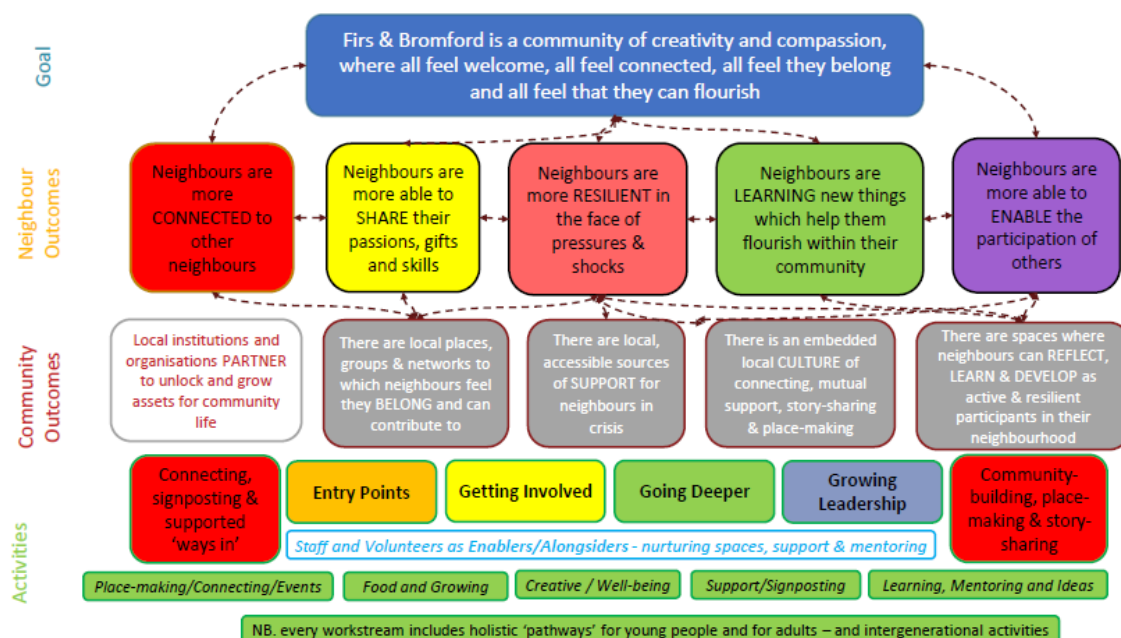 Goal
Firs & Bromford is a community of creativity and compassion,
where all feel welcome, all feel connected, all feel they belong
and all feel that they can flourish
Neighbour
Outcomes
Neighbours are
more
CONNECTED to
other
neighbours
Neighbours are
more able to
SHARE their
passions, gifts
and skills
Neighbours are
more RESILIENT in
the face of
pressures &
shocks
Neighbours are
LEARNING new things
which help them
flourish within their
community
Neighbours are
more able to
ENABLE the
participation of
others
Community
Outcomes
Local institutions and
organisations PARTNER
to unlock and grow
assets for community
life
There are local places,
groups & networks to
which neighbours feel
they BELONG and can
contribute to
There are local,
accessible sources
of SUPPORT for
neighbours in
crisis
There is an embedded
local CULTURE of
connecting, mutual
support, story-sharing
& place-making
There are spaces where
neighbours can REFLECT,
LEARN & DEVELOP as
active & resilient
participants in their
neighbourhood
Activities
Connecting,
signposting &
supported
‘ways in’
Entry Points
Getting Involved
Going Deeper
Growing
Leadership
Community-
building, place-
making & story-
sharing
Staff and Volunteers as Enablers/Alongsiders - nurturing spaces, support & mentoring
Place-making/Connecting/Events
Food and Growing
Creative / Well-being
Support/Signposting
Learning, Mentoring and Ideas
NB. every workstream includes holistic ‘pathways’ for young people and for adults – and intergenerational activities